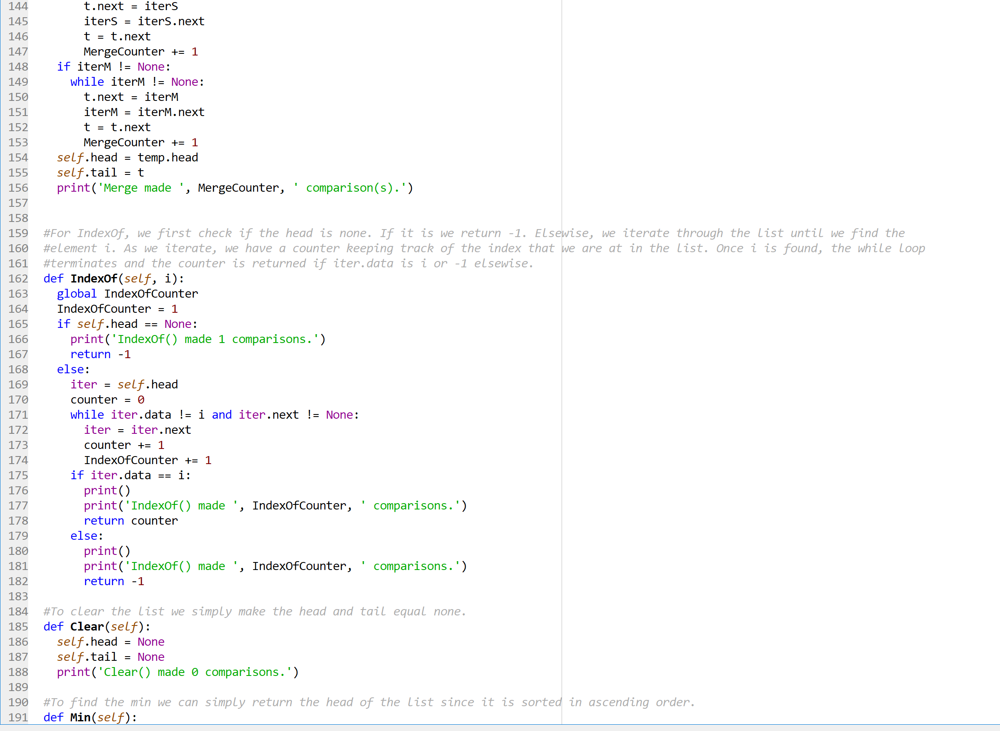 144        t.next = iterS
145        iterS = iterS.next
146        t = t.next
147        MergeCounter += 1
148    if iterM != None:
149      while iterM != None:
150        t.next = iterM
151        iterM = iterM.next
152        t = t.next
153        MergeCounter += 1
154    self.head = temp.head
155    self.tail = t
156    print('Merge made ', MergeCounter, ' comparison(s).')
157
158
159  #For IndexOf, we first check if the head is none. If it is we return -1. Elsewise, we iterate through the list until we find the
160  #element i. As we iterate, we have a counter keeping track of the index that we are at in the list. Once i is found, the while loop
161  #terminates and the counter is returned if iter.data is i or -1 elsewise.
162  def IndexOf(self, i):
163    global IndexOfCounter
164    IndexOfCounter = 1
165    if self.head == None:
166      print('IndexOf() made 1 comparisons.')
167      return -1
168    else:
169      iter = self.head
170      counter = 0
171      while iter.data != i and iter.next != None:
172        iter = iter.next
173        counter += 1
174        IndexOfCounter += 1
175      if iter.data == i:
176        print()
177        print('IndexOf() made ', IndexOfCounter, ' comparisons.')
178        return counter
179      else:
180        print()
181        print('IndexOf() made ', IndexOfCounter, ' comparisons.')
182        return -1
183
184  #To clear the list we simply make the head and tail equal none.
185  def Clear(self):
186    self.head = None
187    self.tail = None
188    print('Clear() made 0 comparisons.')
189
190  #To find the min we can simply return the head of the list since it is sorted in ascending order.
191  def Min(self):